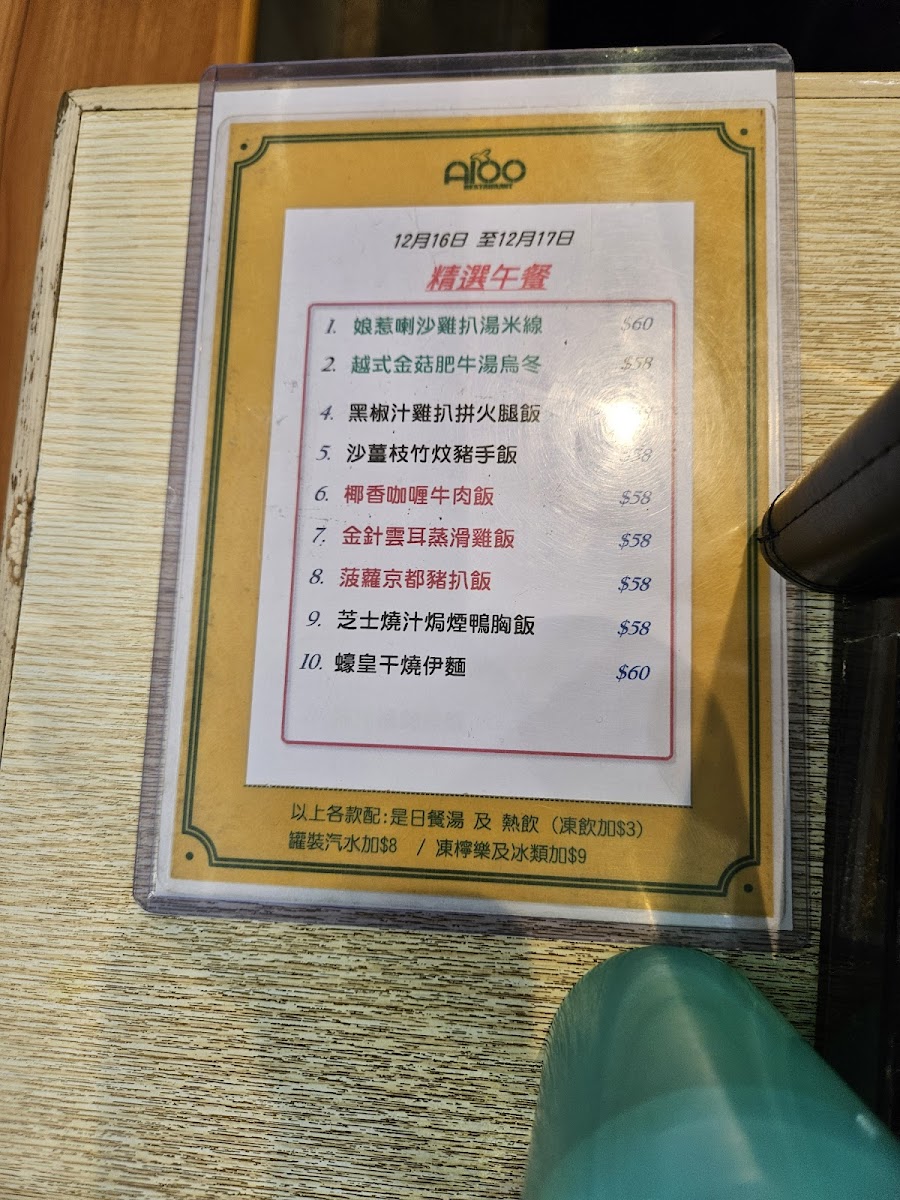 AIOO
RESTAURANT
12月16日 至12月17日
精選午餐
1. 娘惹喇沙雞扒湯米線 $60
2. 越式金菇肥牛湯烏冬 $58
4. 黑椒汁雞扒拼火腿飯
5. 沙薑枝竹炆豬手飯 $58
6. 椰香咖喱牛肉飯 $58
7. 金針雲耳蒸滑雞飯 $58
8. 菠蘿京都豬扒飯 $58
9. 芝士燒汁焗煙鴨胸飯 $58
10. 蠔皇干燒伊麵 $60
以上各款配:是日餐湯 及 熱飲 (凍飲加$3)
罐裝汽水加$8 / 凍檸樂及冰類加$9